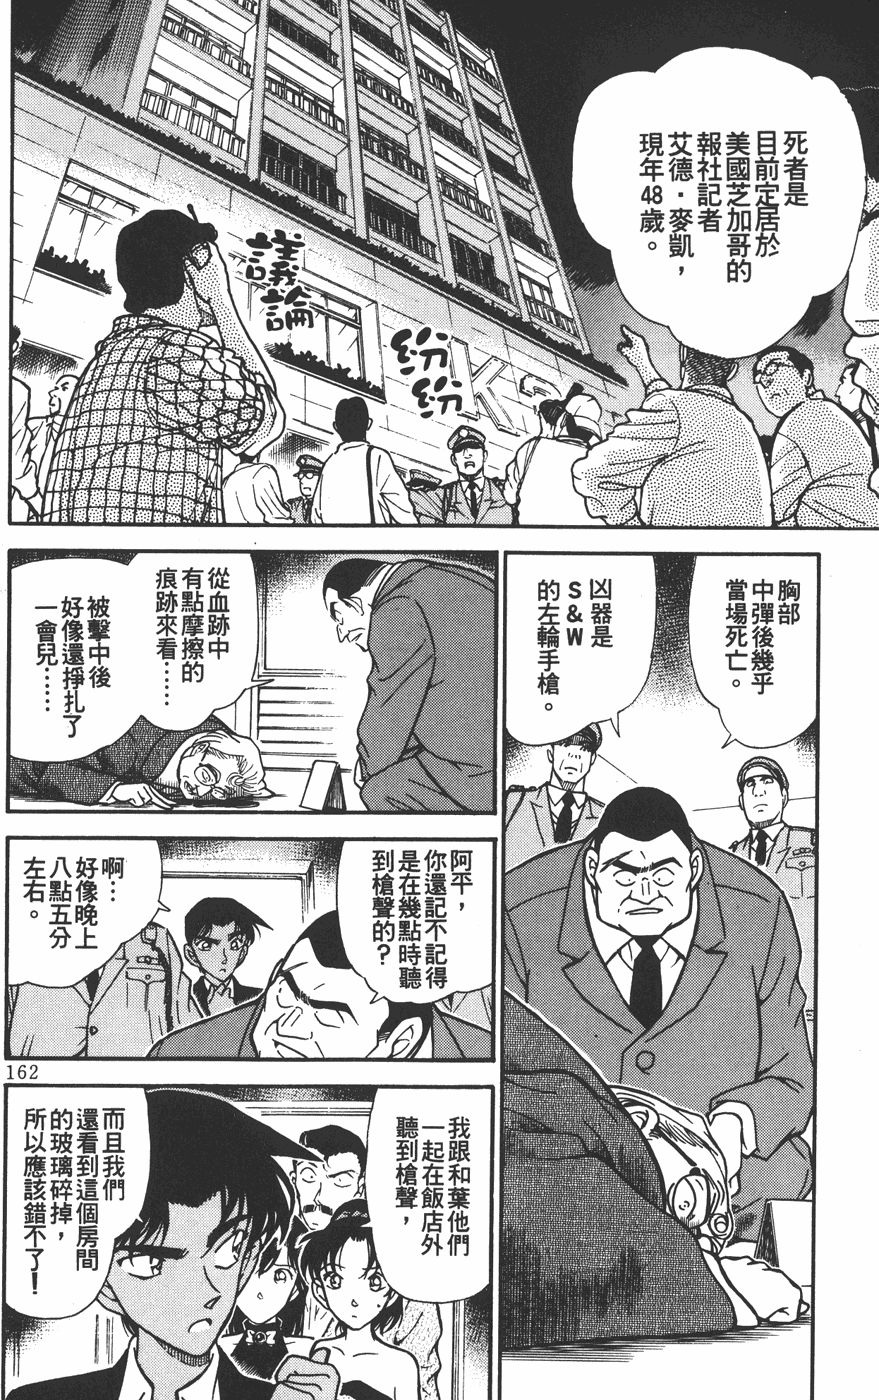 死者是
目前定居於
美國芝加哥的
報社記者
艾德・麥凱，
現年48歲。
議論
紛紛
K
胸部
中彈後幾乎
當場死亡。
凶器是
S&W
的左輪手槍。
從血跡中
有點摩擦的
痕跡來看……
被擊中後
好像還掙扎了
一會兒……
阿平，
你還記不記得
是在幾點時聽
到槍聲的？
啊…
好像晚上
八點五分
左右。
162
我跟和葉他們
一起在飯店外
聽到槍聲，
而且我們
還看到這個房間
的玻璃碎掉，
所以應該錯不了！